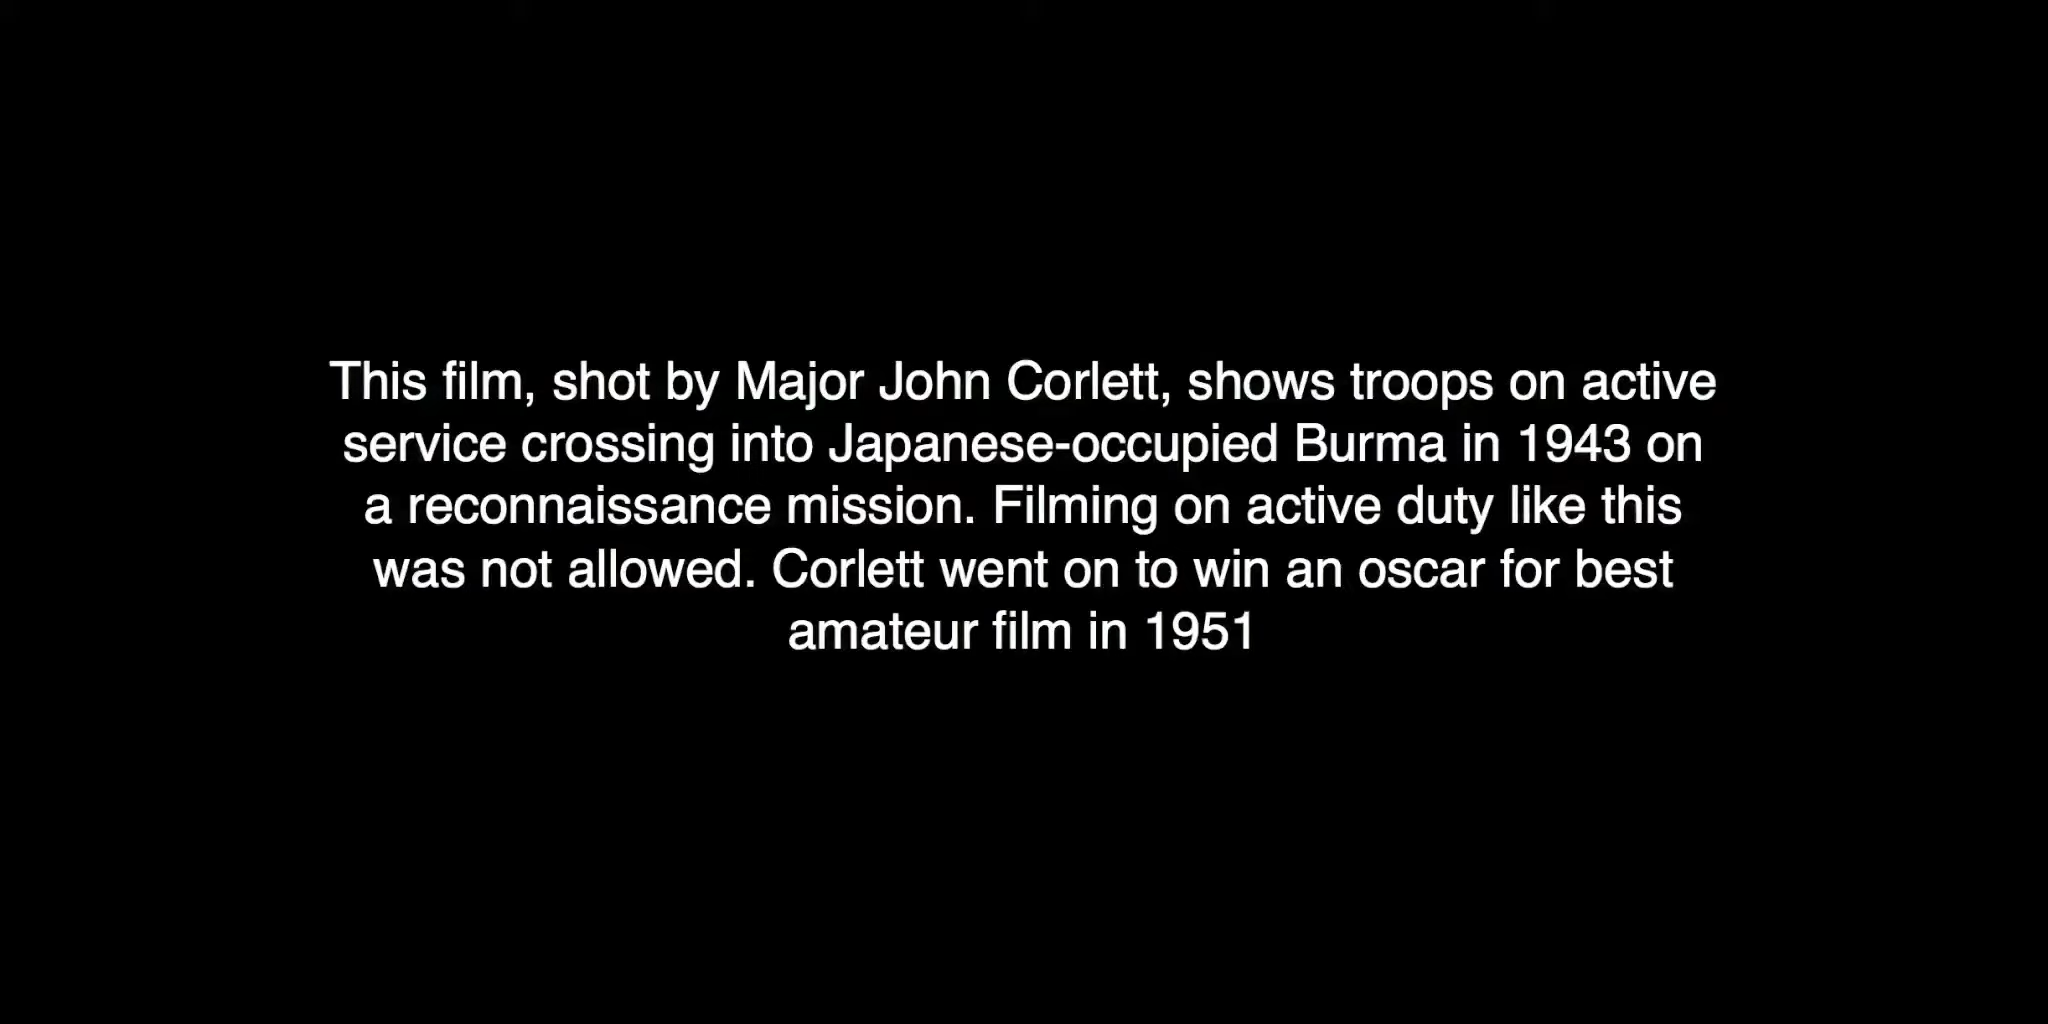 This film, shot by Major John Corlett, shows troops on active
service crossing into Japanese-occupied Burma in 1943 on
a reconnaissance mission. Filming on active duty like this
was not allowed. Corlett went on to win an oscar for best
amateur film in 1951